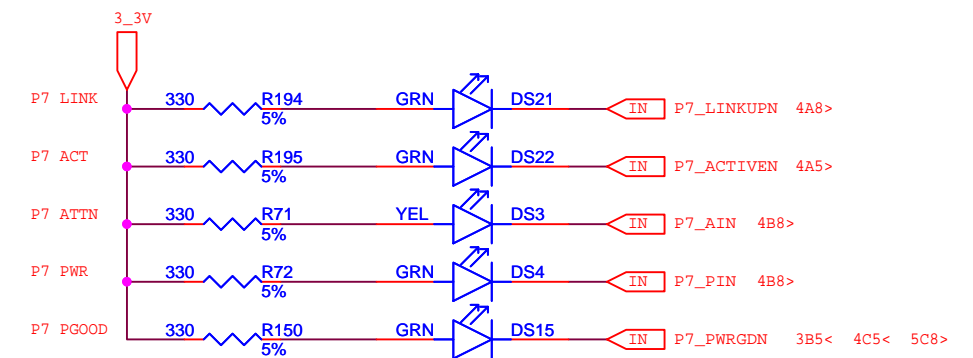 3_3V
P7 LINK 330 R194 5% GRN DS21 IN P7_LINKUPN 4A8>
P7 ACT 330 R195 5% GRN DS22 IN P7_ACTIVEN 4A5>
P7 ATTN 330 R71 5% YEL DS3 IN P7_AIN 4B8>
P7 PWR 330 R72 5% GRN DS4 IN P7_PIN 4B8>
P7 PGOOD 330 R150 5% GRN DS15 IN P7_PWRGDN 3B5< 4C5< 5C8>